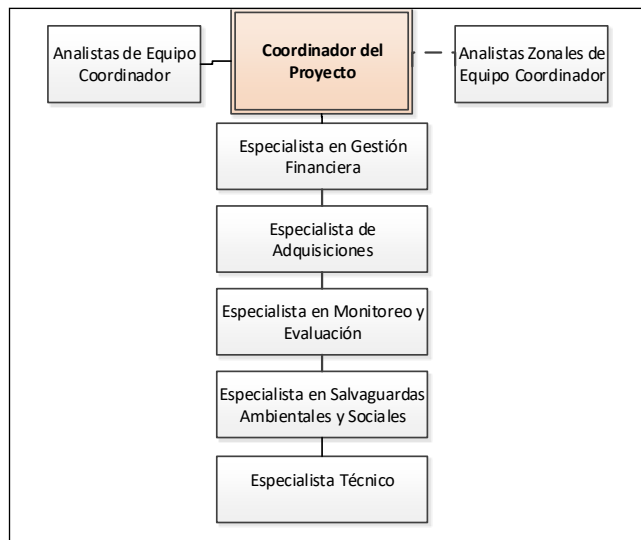 Analistas de Equipo
Coordinador
Coordinador del
Proyecto
Analistas Zonales de
Equipo Coordinador
Especialista en Gestión
Financiera
Especialista de
Adquisiciones
Especialista en Monitoreo y
Evaluación
Especialista en Salvaguardas
Ambientales y Sociales
Especialista Técnico